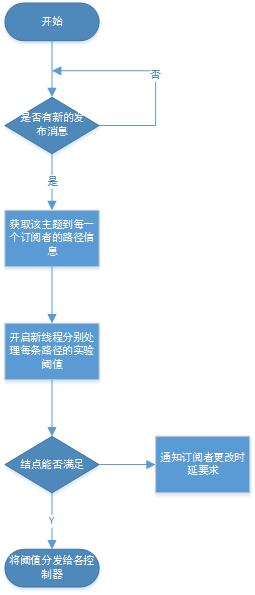 开始
否
是否有新的发
布消息
是
获取该主题到每一
个订阅者的路径信
息
开启新线程分别处
理每条路径的实验
阈值
结点能否满足
通知订阅者更改时
延要求
Y
将阈值分发给各控
制器